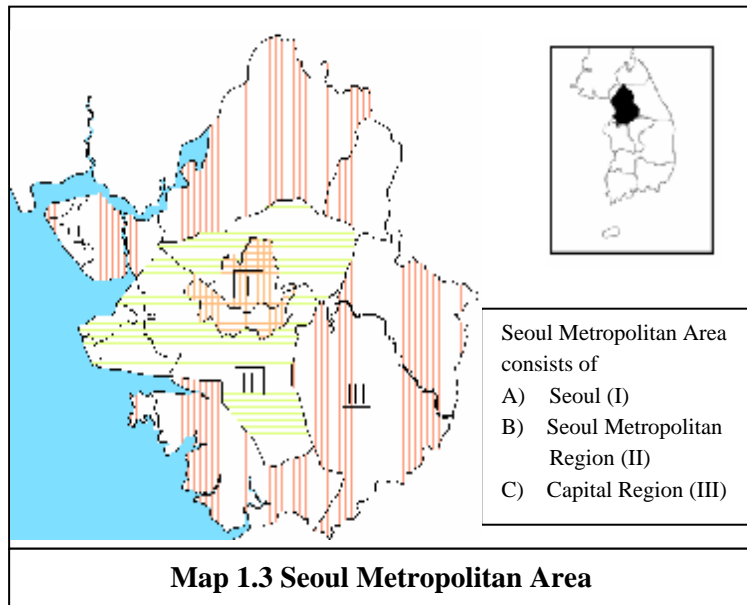 I
II
III
Seoul Metropolitan Area
consists of
A) Seoul (I)
B) Seoul Metropolitan
Region (II)
C) Capital Region (III)
Map 1.3 Seoul Metropolitan Area